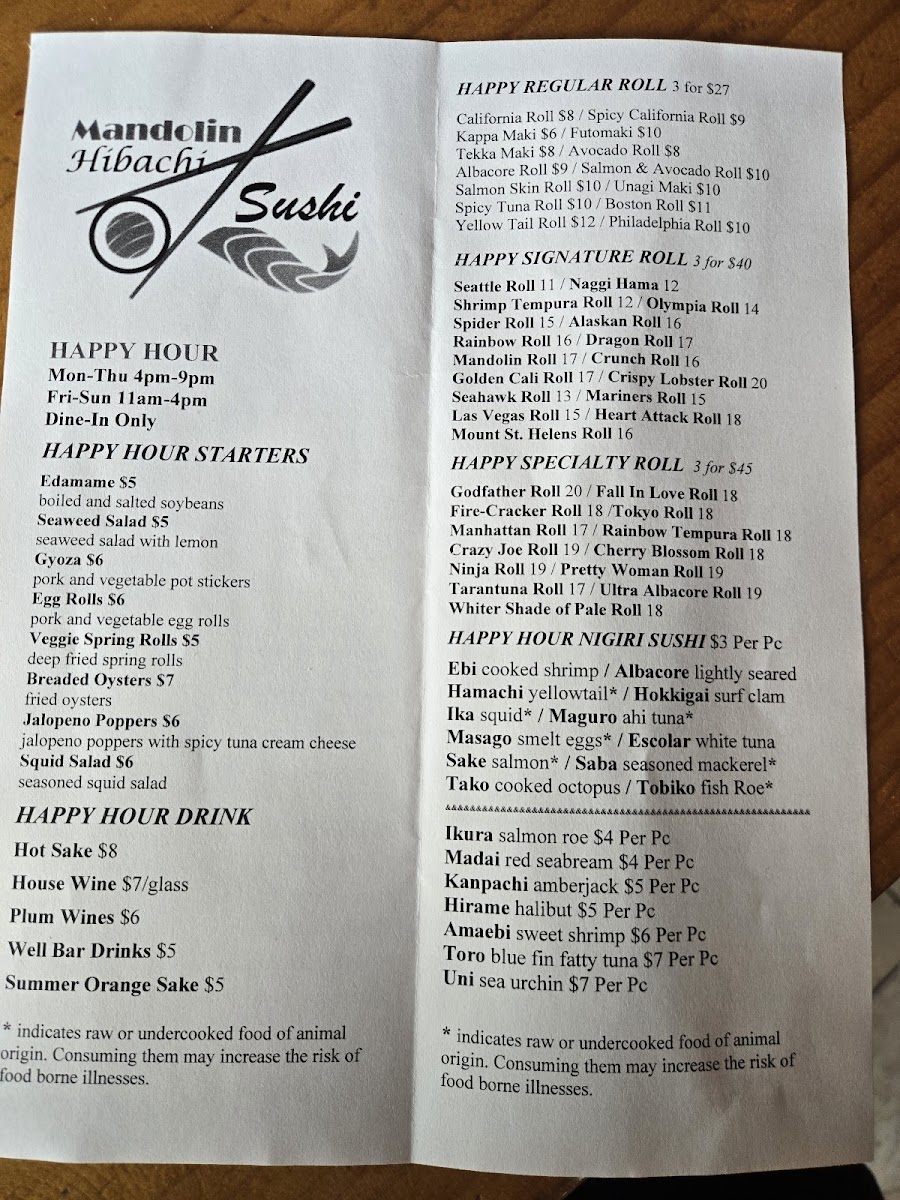 Mandolin
Hibachi
Sushi
HAPPY HOUR
Mon-Thu 4pm-9pm
Fri-Sun 11am-4pm
Dine-In Only
HAPPY HOUR STARTERS
Edamame $5
boiled and salted soybeans
Seaweed Salad $5
seaweed salad with lemon
Gyoza $6
pork and vegetable pot stickers
Egg Rolls $6
pork and vegetable egg rolls
Veggie Spring Rolls $5
deep fried spring rolls
Breaded Oysters $7
fried oysters
Jalopeno Poppers $6
jalopeno poppers with spicy tuna cream cheese
Squid Salad $6
seasoned squid salad
HAPPY HOUR DRINK
Hot Sake $8
House Wine $7/glass
Plum Wines $6
Well Bar Drinks $5
Summer Orange Sake $5
* indicates raw or undercooked food of animal
origin. Consuming them may increase the risk of
food borne illnesses.
HAPPY REGULAR ROLL 3 for $27
California Roll $8 / Spicy California Roll $9
Kappa Maki $6 / Futomaki $10
Tekka Maki $8 / Avocado Roll $8
Albacore Roll $9 / Salmon & Avocado Roll $10
Salmon Skin Roll $10 / Unagi Maki $10
Spicy Tuna Roll $10 / Boston Roll $11
Yellow Tail Roll $12 / Philadelphia Roll $10
HAPPY SIGNATURE ROLL 3 for $40
Seattle Roll 11 / Naggi Hama 12
Shrimp Tempura Roll 12 / Olympia Roll 14
Spider Roll 15 / Alaskan Roll 16
Rainbow Roll 16 / Dragon Roll 17
Mandolin Roll 17 / Crunch Roll 16
Golden Cali Roll 17 / Crispy Lobster Roll 20
Seahawk Roll 13 / Mariners Roll 15
Las Vegas Roll 15 / Heart Attack Roll 18
Mount St. Helens Roll 16
HAPPY SPECIALTY ROLL 3 for $45
Godfather Roll 20 / Fall In Love Roll 18
Fire-Cracker Roll 18 /Tokyo Roll 18
Manhattan Roll 17 / Rainbow Tempura Roll 18
Crazy Joe Roll 19 / Cherry Blossom Roll 18
Ninja Roll 19 / Pretty Woman Roll 19
Tarantuna Roll 17 / Ultra Albacore Roll 19
Whiter Shade of Pale Roll 18
HAPPY HOUR NIGIRI SUSHI $3 Per Pc
Ebi cooked shrimp / Albacore lightly seared
Hamachi yellowtail* / Hokkigai surf clam
Ika squid* / Maguro ahi tuna*
Masago smelt eggs* / Escolar white tuna
Sake salmon* / Saba seasoned mackerel*
Tako cooked octopus / Tobiko fish Roe*
Ikura salmon roe $4 Per Pc
Madai red seabream $4 Per Pc
Kanpachi amberjack $5 Per Pc
Hirame halibut $5 Per Pc
Amaebi sweet shrimp $6 Per Pc
Toro blue fin fatty tuna $7 Per Pc
Uni sea urchin $7 Per Pc
* indicates raw or undercooked food of animal
origin. Consuming them may increase the risk of
food borne illnesses.